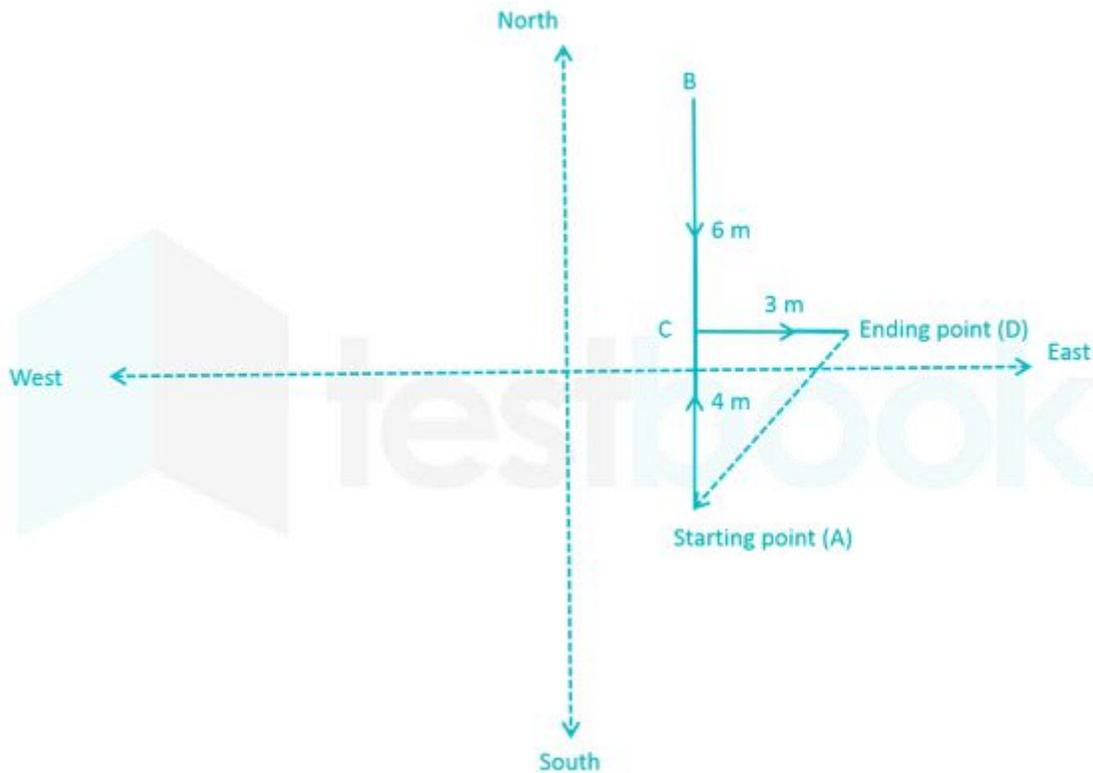 North
B
6 m
3 m
C
Ending point (D)
East
West
4 m
testbook
Starting point (A)
South